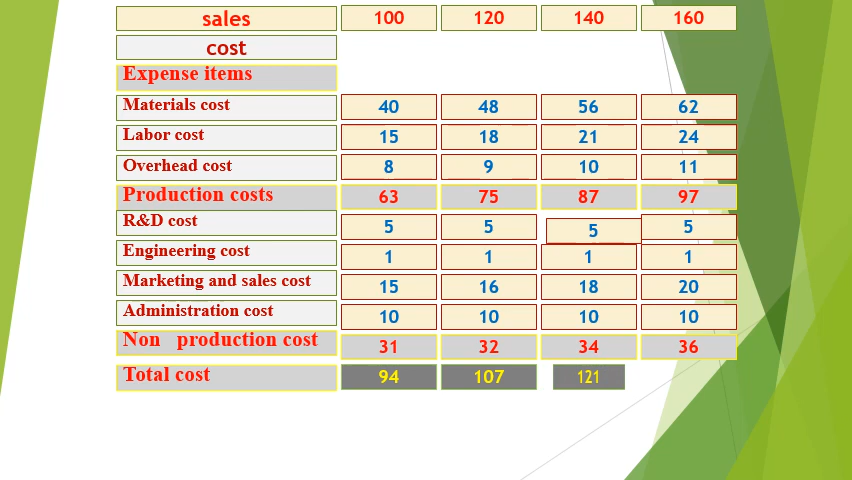 sales 100 120 140 160
cost
Expense items
Materials cost 40 48 56 62
Labor cost 15 18 21 24
Overhead cost 8 9 10 11
Production costs 63 75 87 97
R&D cost 5 5 5 5
Engineering cost 1 1 1 1
Marketing and sales cost 15 16 18 20
Administration cost 10 10 10 10
Non production cost 31 32 34 36
Total cost 94 107 121